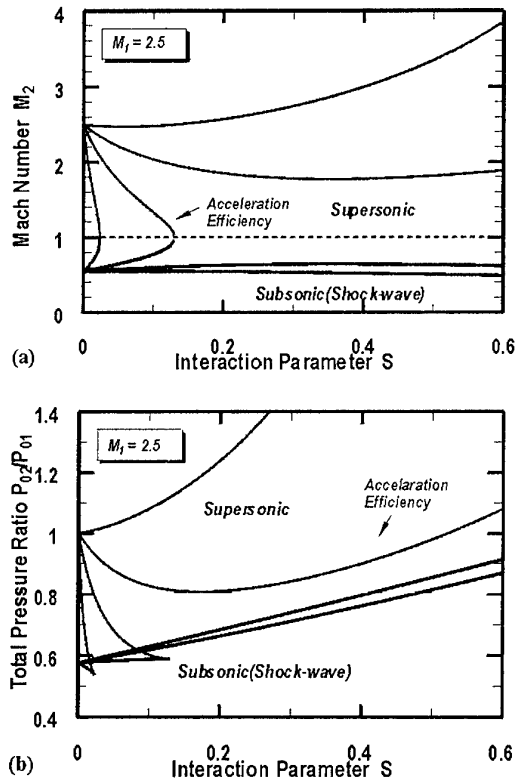 M1 = 2.5
Mach Number M2
4
3
2
1
0
Acceleration
Efficiency
Supersonic
Subsonic(Shock-wave)
0 0.2 0.4 0.6
(a)
Interaction Parameter S
M1 = 2.5
Total Pressure Ratio P02/P01
1.4
1.2
1
0.8
0.6
0.4
Supersonic
Accelaration
Efficiency
Subsonic(Shock-wave)
0 0.2 0.4 0.6
(b)
Interaction Parameter S